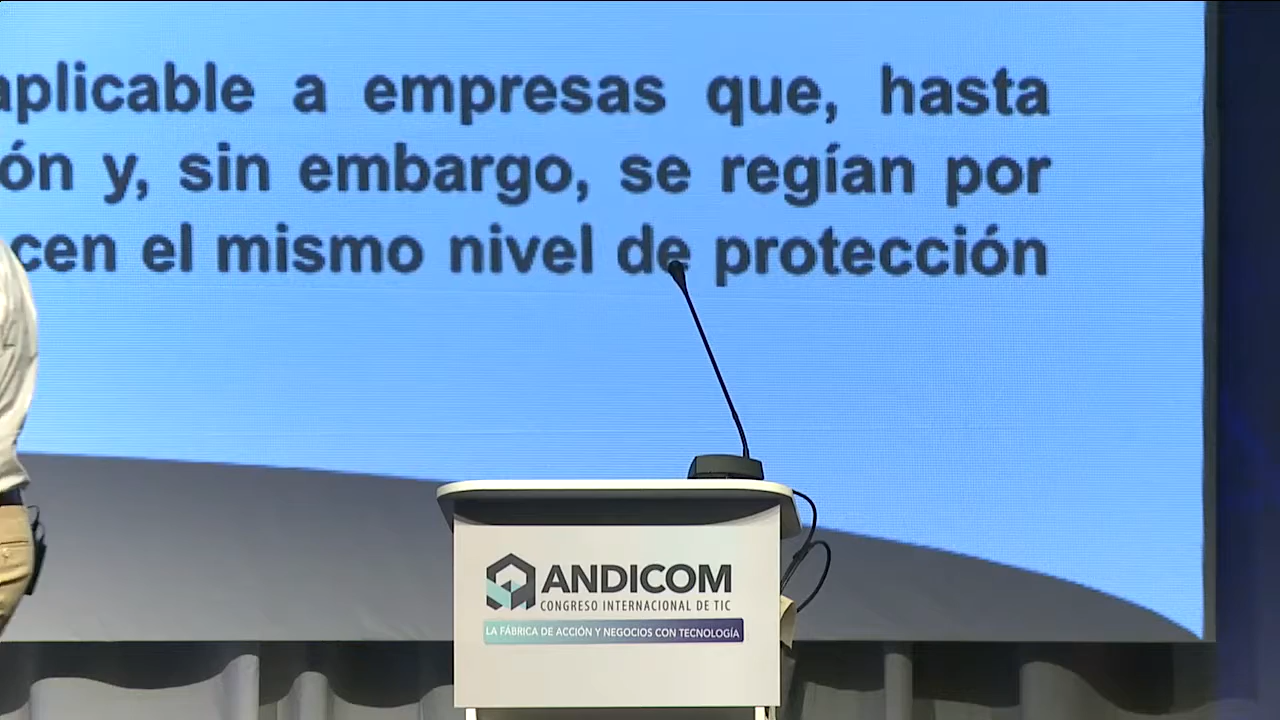 aplicable a empresas que, hasta
ón y, sin embargo, se regían por
cen el mismo nivel de protección
ANDICOM
CONGRESO INTERNACIONAL DE TIC
LA FÁBRICA DE ACCIÓN Y NEGOCIOS CON TECNOLOGÍA